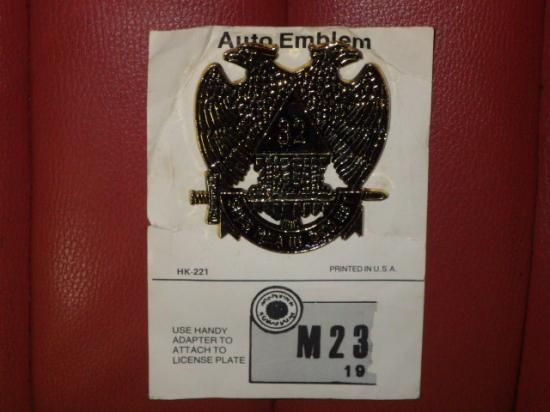 Auto Emblem
32
HK-221
PRINTED IN U.S.A.
USE HANDY
ADAPTER TO
ATTACH TO
LICENSE PLATE
M23
19